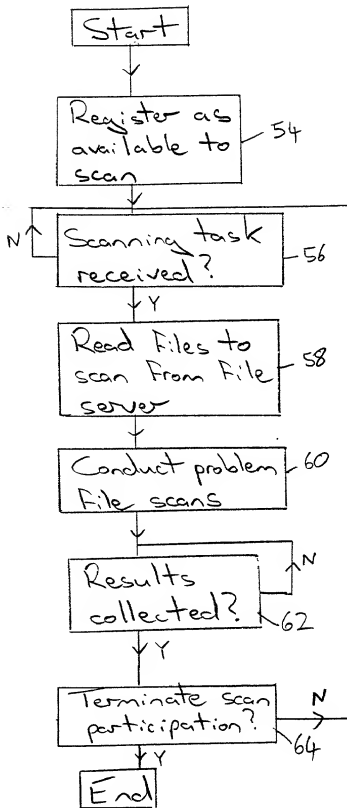 Start
Register as
available to
scan
54
N
Scanning task
received?
56
Y
Read Files to
scan From File
server
58
Conduct problem
File scans
60
Results
collected?
N
62
Y
Terminate scan
participation?
N
64
Y
End